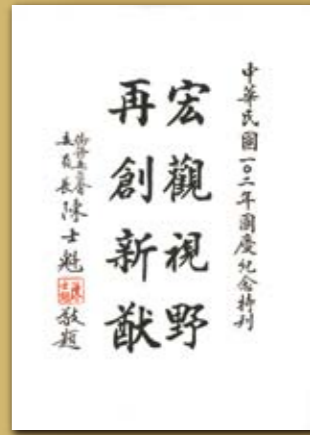 中華民國一〇二年國慶紀念特刊
宏觀視野
再創新猷
僑務委員會
委員長陳士魁敬題